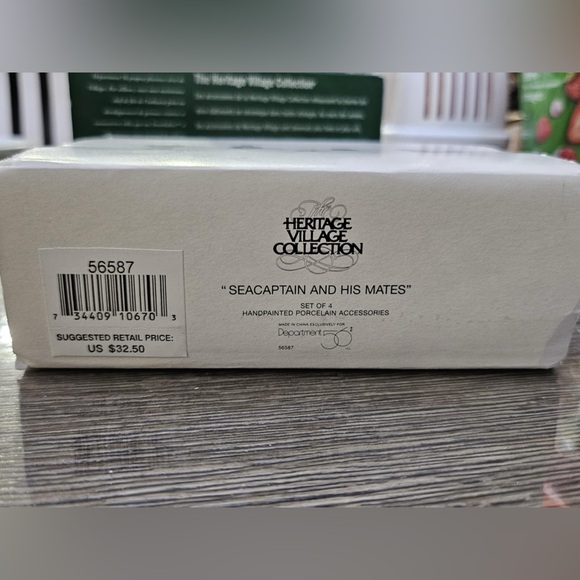 The Heritage Village Collection
The
HERITAGE
VILLAGE
COLLECTION
"SEACAPTAIN AND HIS MATES"
SET OF 4
HANDPAINTED PORCELAIN ACCESSORIES
MADE IN CHINA EXCLUSIVELY FOR
Department 56
56587
56587
7 34409 10670 3
SUGGESTED RETAIL PRICE:
US $32.50